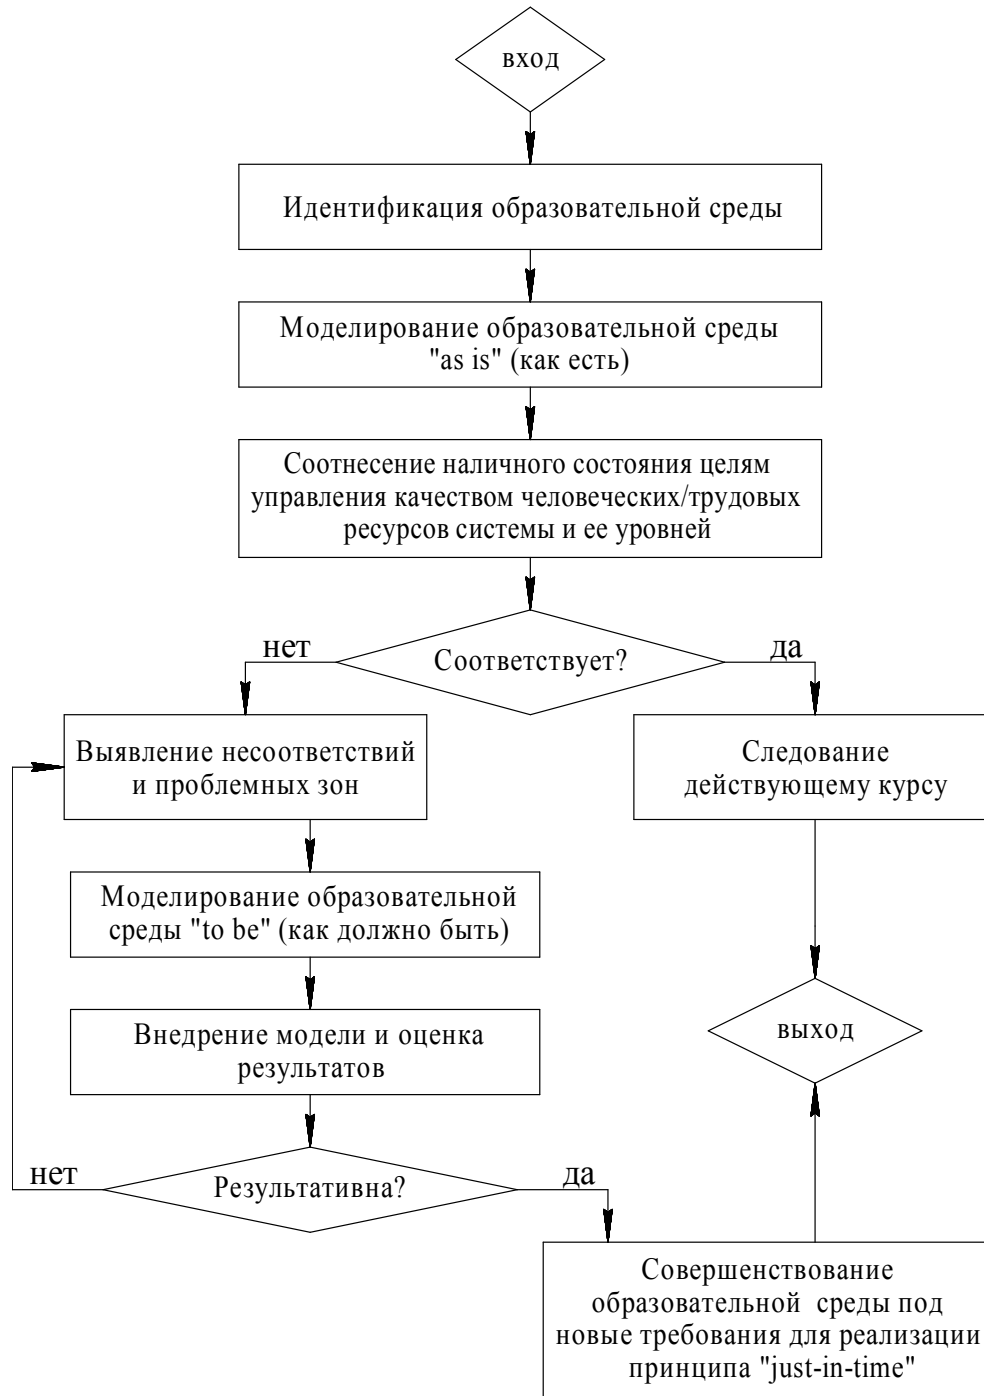 вход
Идентификация образовательной среды
Моделирование образовательной среды
"as is" (как есть)
Соотнесение наличного состояния целям
управления качеством человеческих/трудовых
ресурсов системы и ее уровней
нет
Соответствует?
да
Выявление несоответствий
и проблемных зон
Следование
действующему курсу
Моделирование образовательной
среды "to be" (как должно быть)
Внедрение модели и оценка
результатов
выход
нет
Результативна?
да
Совершенствование
образовательной среды под
новые требования для реализации
принципа "just-in-time"